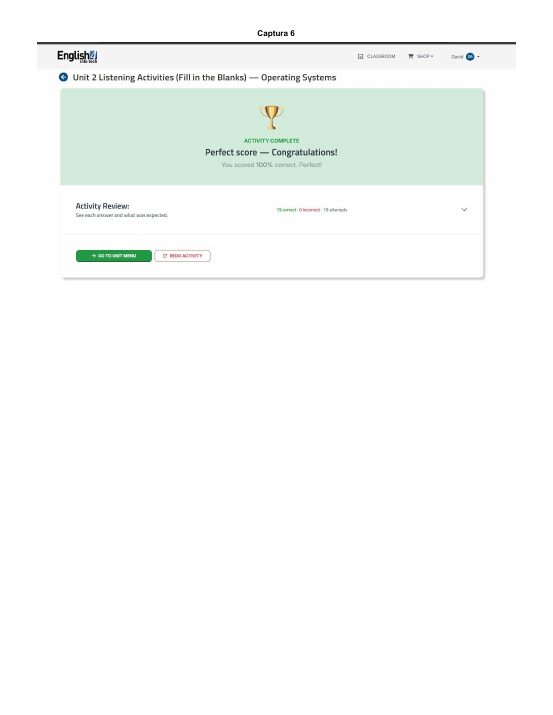 Captura 6
English
info tech
CLASSROOM
SHOP
David
Unit 2 Listening Activities (Fill in the Blanks) — Operating Systems
ACTIVITY COMPLETE
Perfect score — Congratulations!
You scored 100% correct. Perfect!
Activity Review:
See each answer and what was expected.
correct · 0 incorrect · attempts
→ GO TO UNIT MENU
REDO ACTIVITY